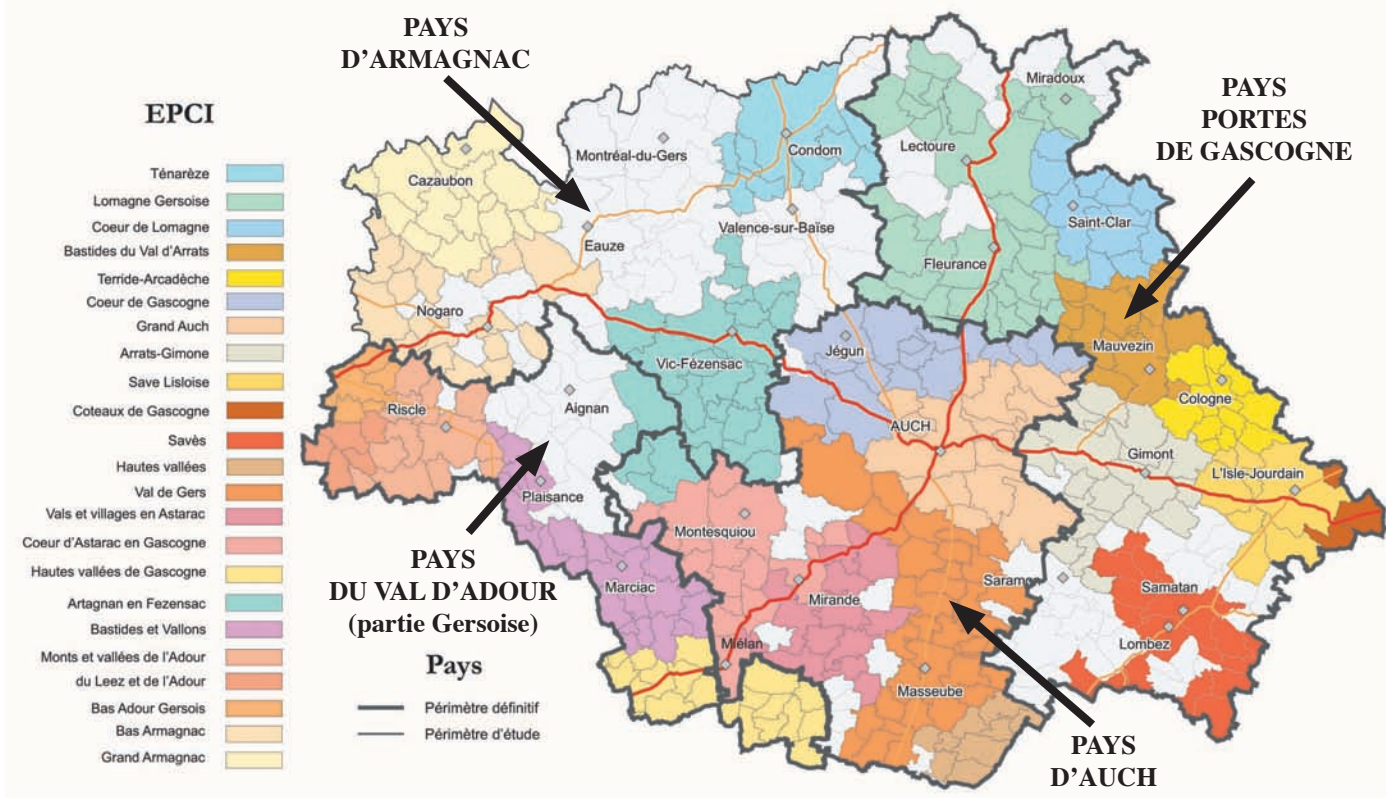 PAYS
D'ARMAGNAC
PAYS
PORTES
DE GASCOGNE
EPCI
Ténarèze
Lomagne Gersoise
Coeur de Lomagne
Bastides du Val d'Arrats
Terride-Arcadèche
Coeur de Gascogne
Grand Auch
Arrats-Gimone
Save Lisloise
Coteaux de Gascogne
Savès
Hautes vallées
Val de Gers
Vals et villages en Astarac
Coeur d'Astarac en Gascogne
Hautes vallées de Gascogne
Artagnan en Fezensac
Bastides et Vallons
Monts et vallées de l'Adour
du Leez et de l'Adour
Bas Adour Gersois
Bas Armagnac
Grand Armagnac
Miradoux
Montréal-du-Gers
Condom
Lectoure
Cazaubon
Saint-Clar
Valence-sur-Baïse
Eauze
Fleurance
Nogaro
Mauvezin
Jégun
Vic-Fézensac
Cologne
Riscle
Aignan
AUCH
Gimont
L'Isle-Jourdain
Plaisance
Montesquiou
Saramon
Samatan
Marciac
Mirande
Lombez
Miélan
Masseube
PAYS
DU VAL D'ADOUR
(partie Gersoise)
Pays
Périmètre définitif
Périmètre d'étude
PAYS
D'AUCH